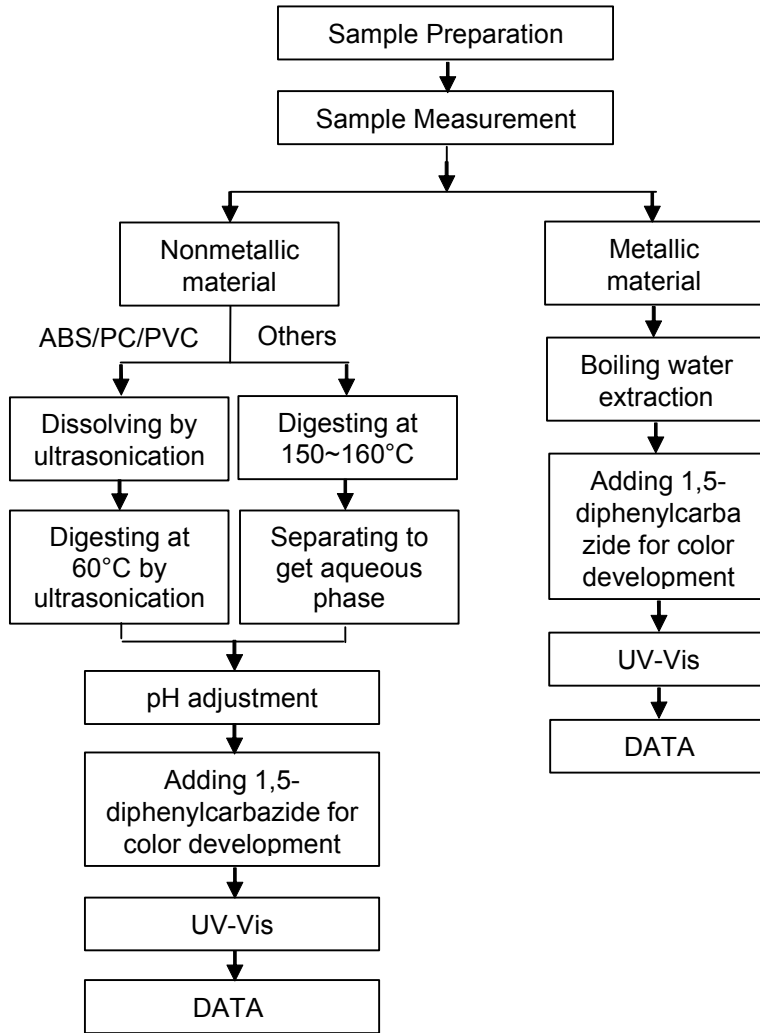 Sample Preparation
Sample Measurement
Nonmetallic
material
ABS/PC/PVC
Others
Dissolving by
ultrasonication
Digesting at
150~160°C
Digesting at
60°C by
ultrasonication
Separating to
get aqueous
phase
pH adjustment
Adding 1,5-
diphenylcarbazide for
color development
UV-Vis
DATA
Metallic
material
Boiling water
extraction
Adding 1,5-
diphenylcarba
zide for color
development
UV-Vis
DATA